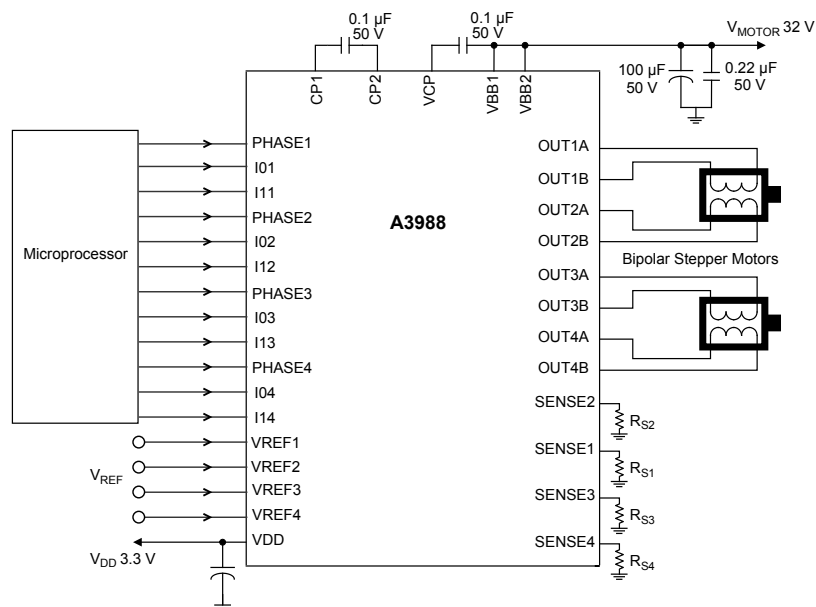 0.1 µF
50 V
0.1 µF
50 V
VMOTOR 32 V
100 µF
50 V
0.22 µF
50 V
CP1
CP2
VCP
VBB1
VBB2
Microprocessor
PHASE1
I01
I11
PHASE2
I02
I12
PHASE3
I03
I13
PHASE4
I04
I14
VREF
VREF1
VREF2
VREF3
VREF4
VDD 3.3 V
VDD
A3988
OUT1A
OUT1B
OUT2A
OUT2B
Bipolar Stepper Motors
OUT3A
OUT3B
OUT4A
OUT4B
SENSE2
RS2
SENSE1
RS1
SENSE3
RS3
SENSE4
RS4